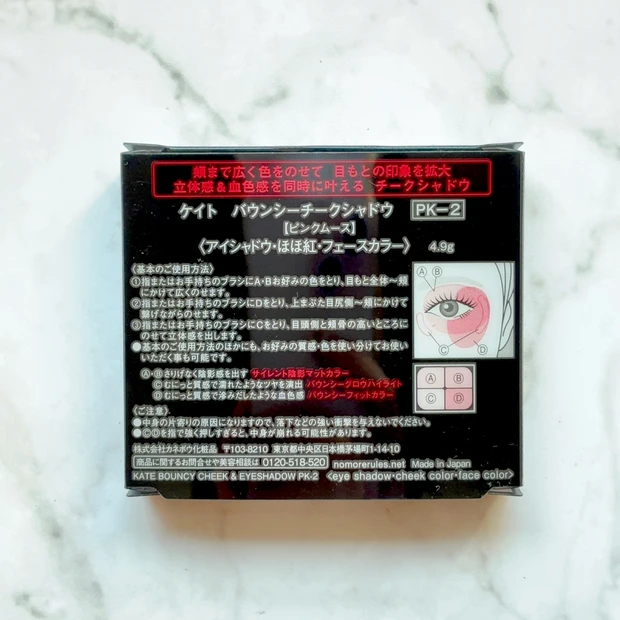 頬まで広く色をのせて 目もとの印象を拡大
立体感＆血色感を同時に叶える チークシャドウ
ケイト バウンシーチークシャドウ PK-2
【ピンクムース】
〈アイシャドウ・ほほ紅・フェースカラー〉 4.9g
〈基本のご使用方法〉
①指またはお手持ちのブラシにA・Bお好みの色をとり、目もと全体～頬
にかけて広くのせます。
②指またはお手持ちのブラシにDをとり、上まぶた目尻側～頬にかけて
繋げながらのせます。
③指またはお手持ちのブラシにCをとり、目頭側と頬骨の高いところに
のせて立体感を出します。
●基本のご使用方法のほかにも、お好みの質感・色を使い分けてお使い
いただく事も可能です。
Ⓐ・Ⓑさりげなく陰影感を出す サイレント陰影マットカラー
Ⓒむにっと質感で濡れたようなツヤを演出 バウンシーグロウハイライト
Ⓓむにっと質感で滲みだしたような血色感 バウンシーフィットカラー
〈ご注意〉
●中身の片寄りの原因になりますので、落下などの強い衝撃を与えないでください。
●ⒸⒹを指で強く押しすぎると、中身が崩れる可能性があります。
株式会社カネボウ化粧品 〒103-8210 東京都中央区日本橋茅場町1-14-10
商品に関するお問合せや美容相談は 0120-518-520 nomorerules.net Made in Japan
KATE BOUNCY CHEEK & EYESHADOW PK-2 <eye shadow・cheek color・face color>
Ⓐ Ⓑ
Ⓒ Ⓓ
Ⓐ Ⓑ
Ⓒ Ⓓ